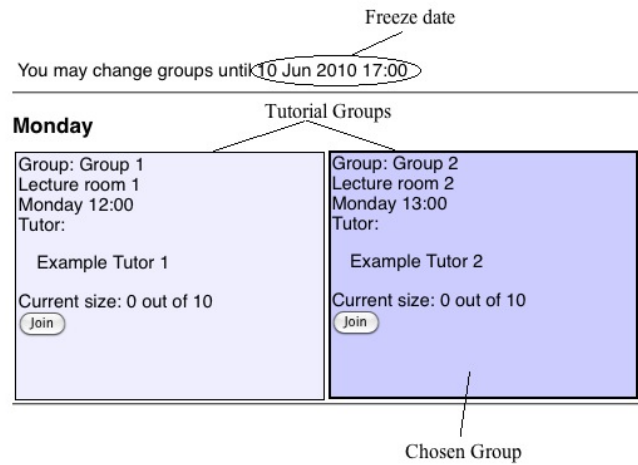 Freeze date
You may change groups until 10 Jun 2010 17:00
Tutorial Groups
Monday
Group: Group 1
Lecture room 1
Monday 12:00
Tutor:
Example Tutor 1
Current size: 0 out of 10
Join
Group: Group 2
Lecture room 2
Monday 13:00
Tutor:
Example Tutor 2
Current size: 0 out of 10
Join
Chosen Group